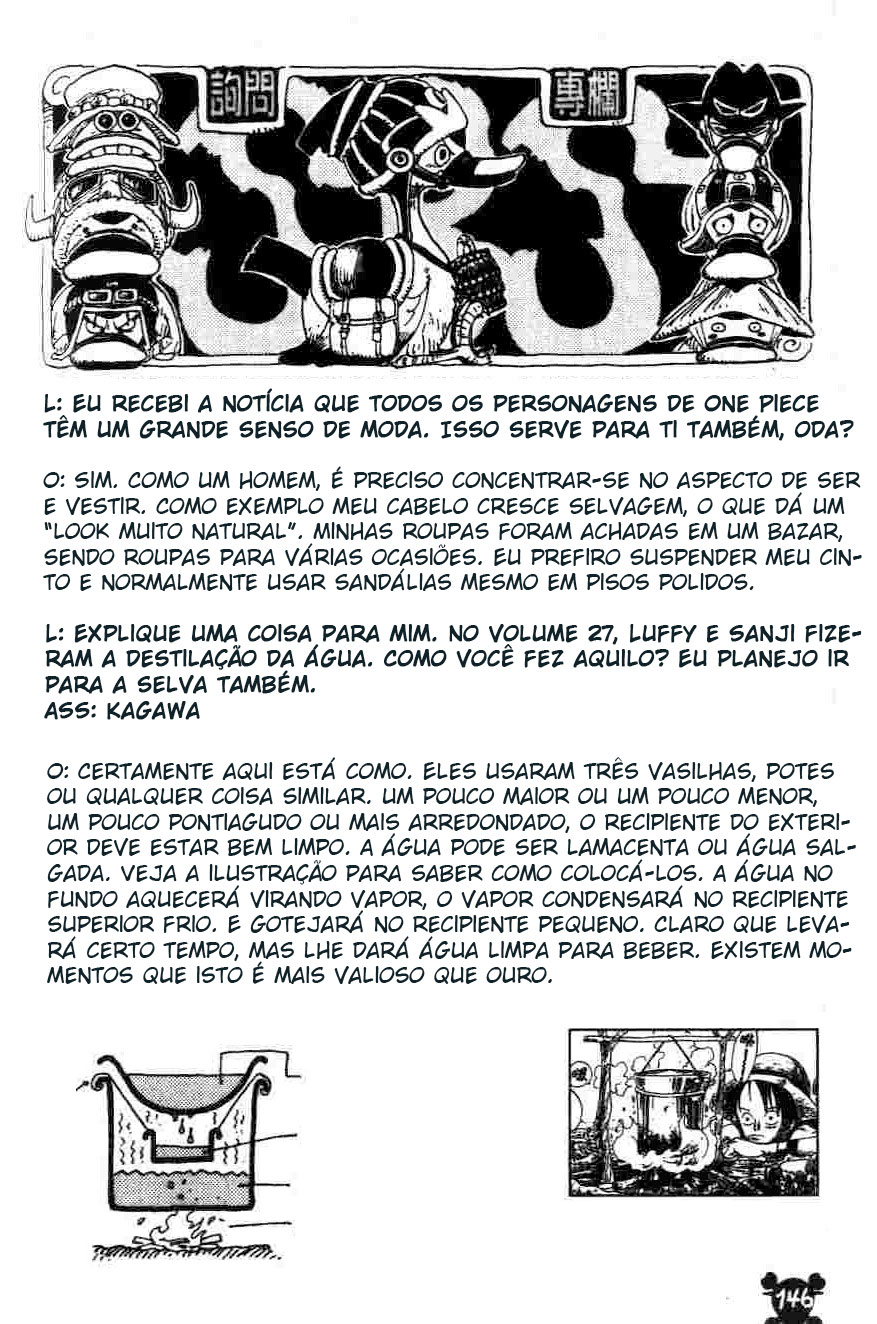 詢問 專欄
L: EU RECEBI A NOTÍCIA QUE TODOS OS PERSONAGENS DE ONE PIECE
TÊM UM GRANDE SENSO DE MODA. ISSO SERVE PARA TI TAMBÉM, ODA?
O: SIM. COMO UM HOMEM, É PRECISO CONCENTRAR-SE NO ASPECTO DE SER
E VESTIR. COMO EXEMPLO MEU CABELO CRESCE SELVAGEM, O QUE DÁ UM
"LOOK MUITO NATURAL". MINHAS ROUPAS FORAM ACHADAS EM UM BAZAR,
SENDO ROUPAS PARA VÁRIAS OCASIÕES. EU PREFIRO SUSPENDER MEU CIN-
TO E NORMALMENTE USAR SANDÁLIAS MESMO EM PISOS POLIDOS.
L: EXPLIQUE UMA COISA PARA MIM. NO VOLUME 27, LUFFY E SANJI FIZE-
RAM A DESTILAÇÃO DA ÁGUA. COMO VOCÊ FEZ AQUILO? EU PLANEJO IR
PARA A SELVA TAMBÉM.
ASS: KAGAWA
O: CERTAMENTE AQUI ESTÁ COMO. ELES USARAM TRÊS VASILHAS, POTES
OU QUALQUER COISA SIMILAR. UM POUCO MAIOR OU UM POUCO MENOR,
UM POUCO PONTIAGUDO OU MAIS ARREDONDADO, O RECIPIENTE DO EXTERI-
OR DEVE ESTAR BEM LIMPO. A ÁGUA PODE SER LAMACENTA OU ÁGUA SAL-
GADA. VEJA A ILUSTRAÇÃO PARA SABER COMO COLOCÁ-LOS. A ÁGUA NO
FUNDO AQUECERÁ VIRANDO VAPOR, O VAPOR CONDENSARÁ NO RECIPIENTE
SUPERIOR FRIO. E GOTEJARÁ NO RECIPIENTE PEQUENO. CLARO QUE LEVA-
RÁ CERTO TEMPO, MAS LHE DARÁ ÁGUA LIMPA PARA BEBER. EXISTEM MO-
MENTOS QUE ISTO É MAIS VALIOSO QUE OURO.
146